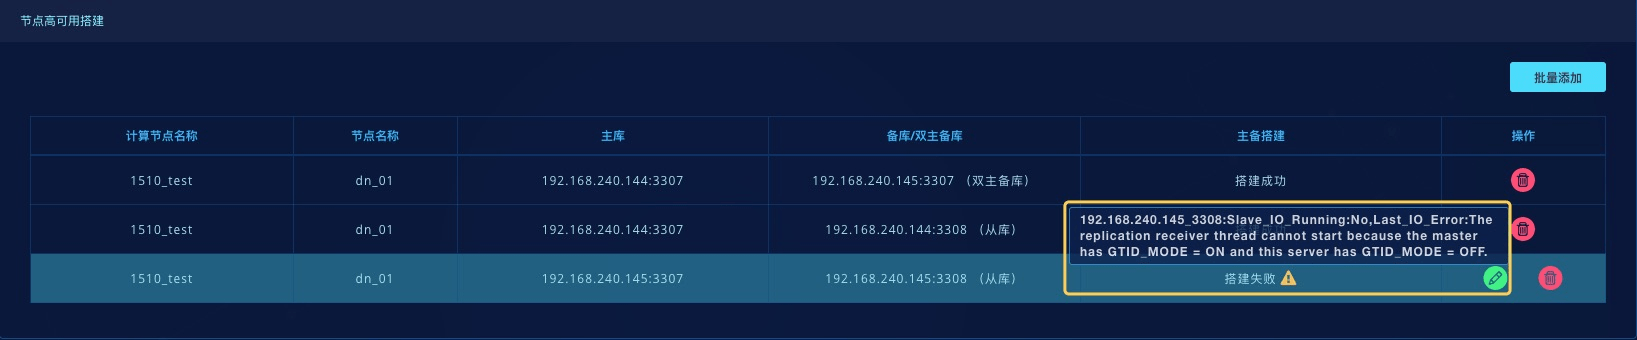 节点高可用搭建
批量添加
计算节点名称 节点名称 主库 备库/双主备库 主备搭建 操作
1510_test dn_01 192.168.240.144:3307 192.168.240.145:3307 （双主备库） 搭建成功
1510_test dn_01 192.168.240.144:3307 192.168.240.144:3308 （从库）
192.168.240.145_3308:Slave_IO_Running:No,Last_IO_Error:The
replication receiver thread cannot start because the master
has GTID_MODE = ON and this server has GTID_MODE = OFF.
1510_test dn_01 192.168.240.145:3307 192.168.240.145:3308 （从库） 搭建失败